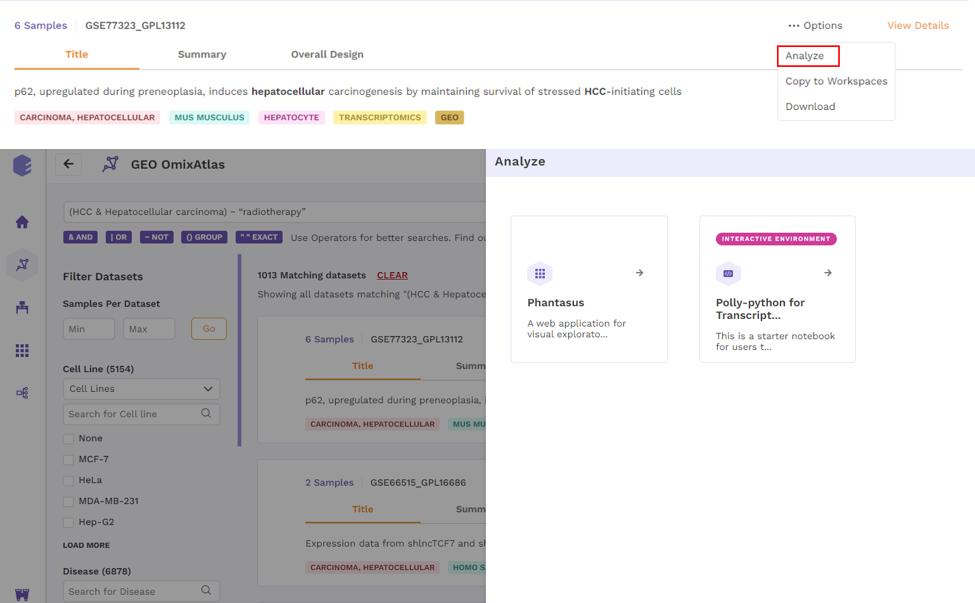 6 Samples GSE77323_GPL13112 ••• Options View Details
Title Summary Overall Design
Analyze
Copy to Workspaces
Download
p62, upregulated during preneoplasia, induces hepatocellular carcinogenesis by maintaining survival of stressed HCC-initiating cells
CARCINOMA, HEPATOCELLULAR MUS MUSCULUS HEPATOCYTE TRANSCRIPTOMICS GEO
GEO OmixAtlas
(HCC & Hepatocellular carcinoma) ~ "radiotherapy"
& AND | OR ~ NOT () GROUP " " EXACT Use Operators for better searches. Find
Filter Datasets
Samples Per Dataset
Min Max Go
Cell Line (5154)
Cell Lines
Search for Cell line
None
MCF-7
HeLa
MDA-MB-231
Hep-G2
LOAD MORE
Disease (6878)
Search for Disease
1013 Matching datasets CLEAR
Showing all datasets matching "(HCC & Hepatoce
6 Samples GSE77323_GPL13112
Title Summ
p62, upregulated during preneoplasia,
CARCINOMA, HEPATOCELLULAR MUS MU
2 Samples GSE66515_GPL16686
Title Summ
Expression data from shlncTCF7 and sh
CARCINOMA, HEPATOCELLULAR HOMO S
Analyze
Phantasus
A web application for
visual explorato...
INTERACTIVE ENVIRONMENT
Polly-python for
Transcript...
This is a starter notebook
for users t...